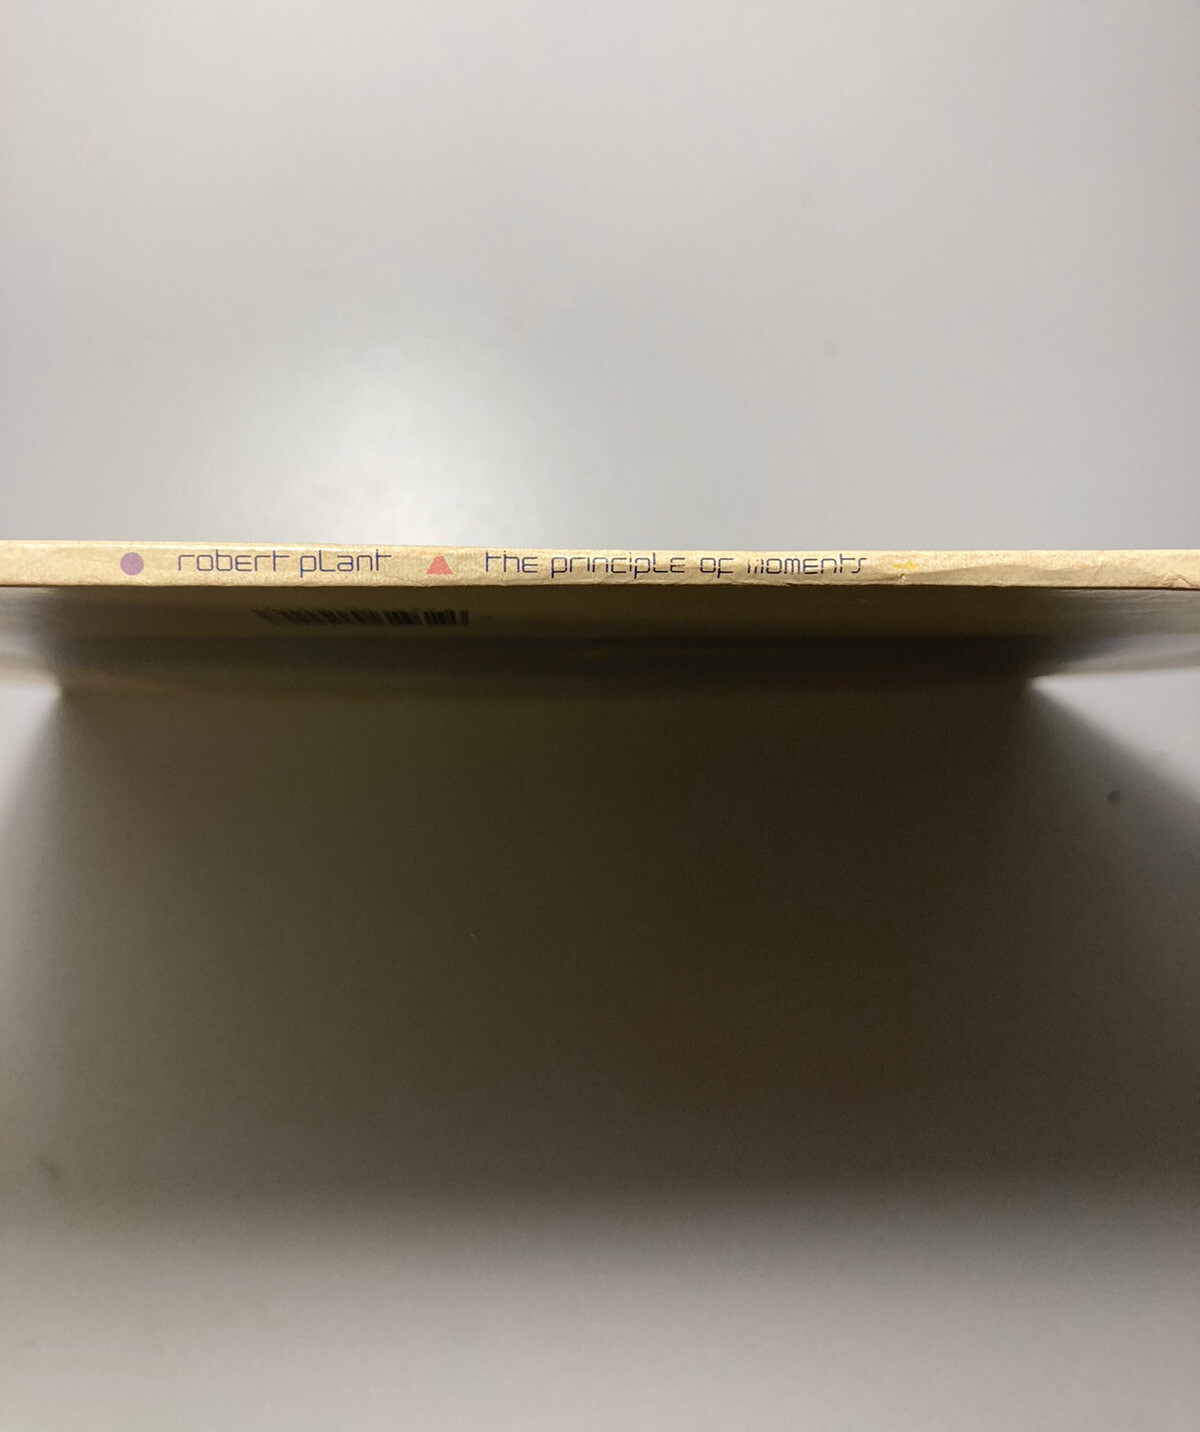 robert plant the principle of moments